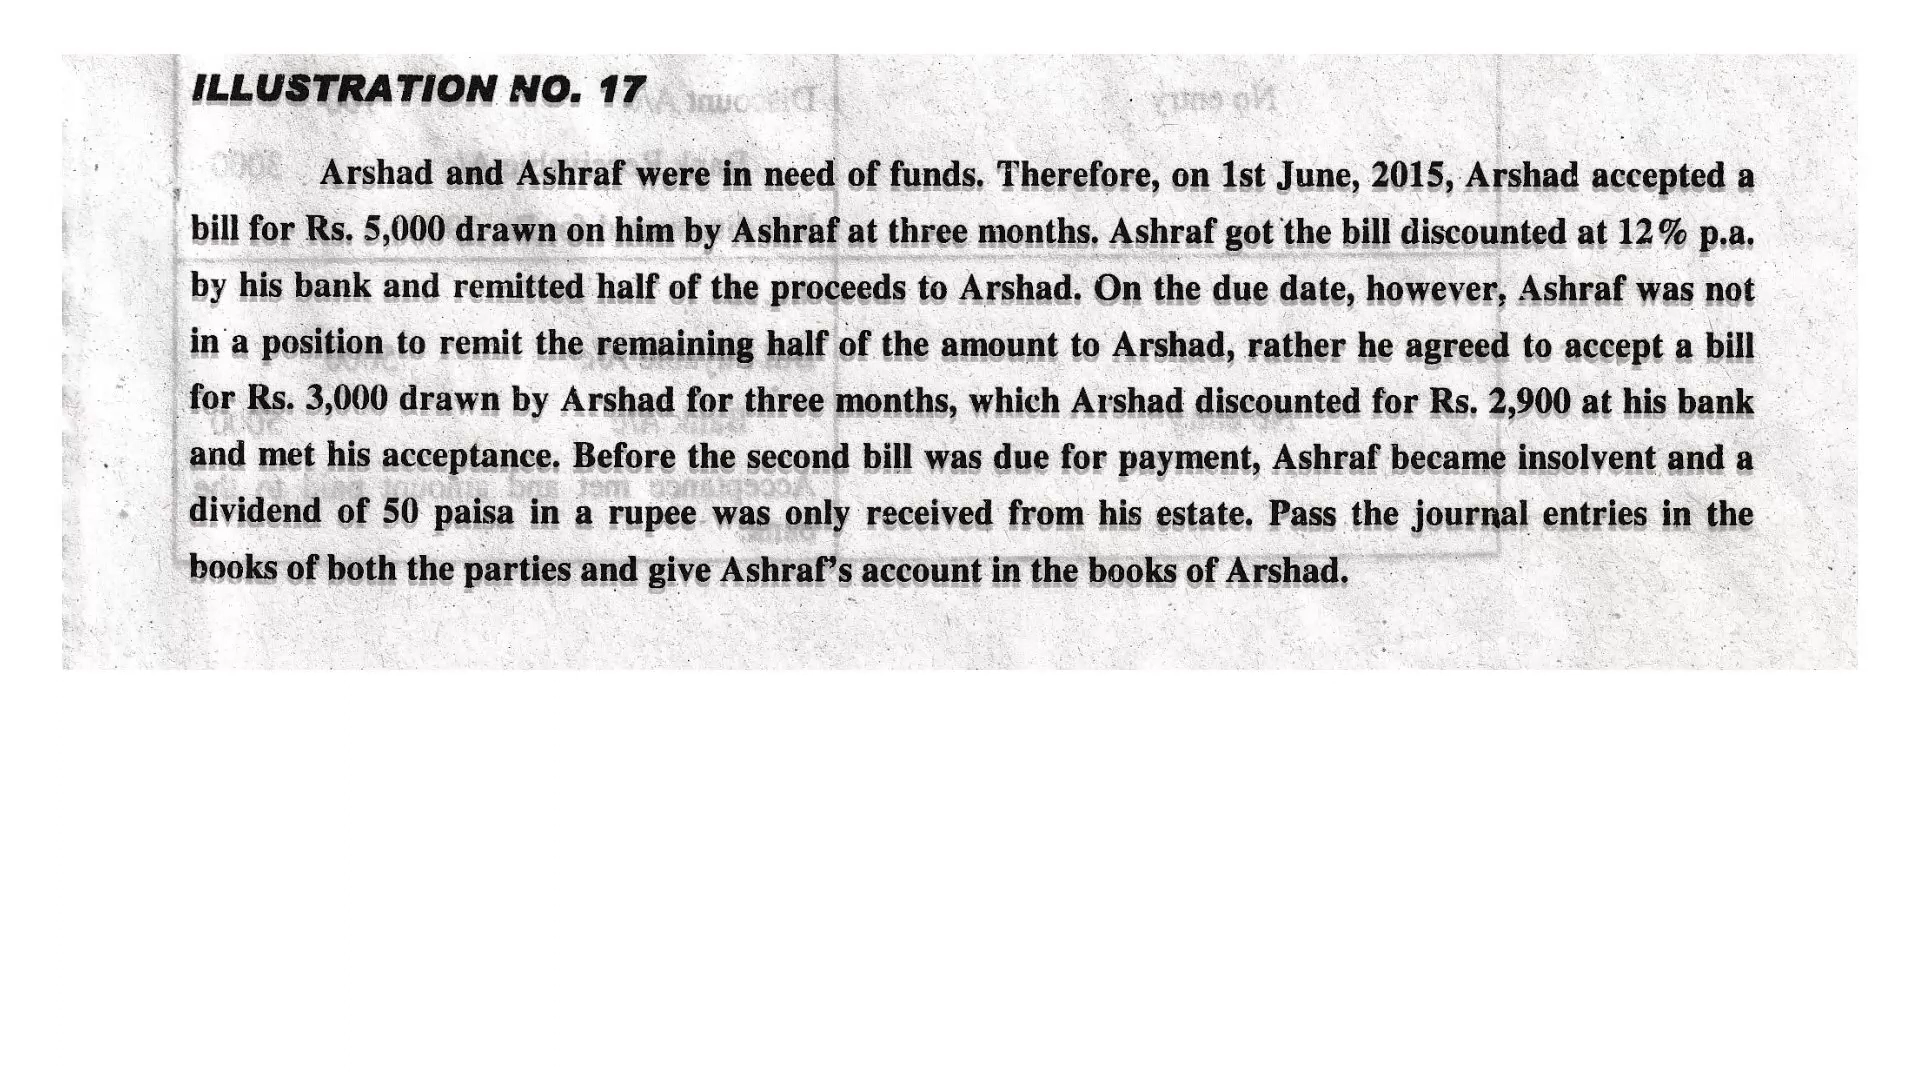 ILLUSTRATION NO. 17
Arshad and Ashraf were in need of funds. Therefore, on 1st June, 2015, Arshad accepted a
bill for Rs. 5,000 drawn on him by Ashraf at three months. Ashraf got the bill discounted at 12% p.a.
by his bank and remitted half of the proceeds to Arshad. On the due date, however, Ashraf was not
in a position to remit the remaining half of the amount to Arshad, rather he agreed to accept a bill
for Rs. 3,000 drawn by Arshad for three months, which Arshad discounted for Rs. 2,900 at his bank
and met his acceptance. Before the second bill was due for payment, Ashraf became insolvent and a
dividend of 50 paisa in a rupee was only received from his estate. Pass the journal entries in the
books of both the parties and give Ashraf's account in the books of Arshad.